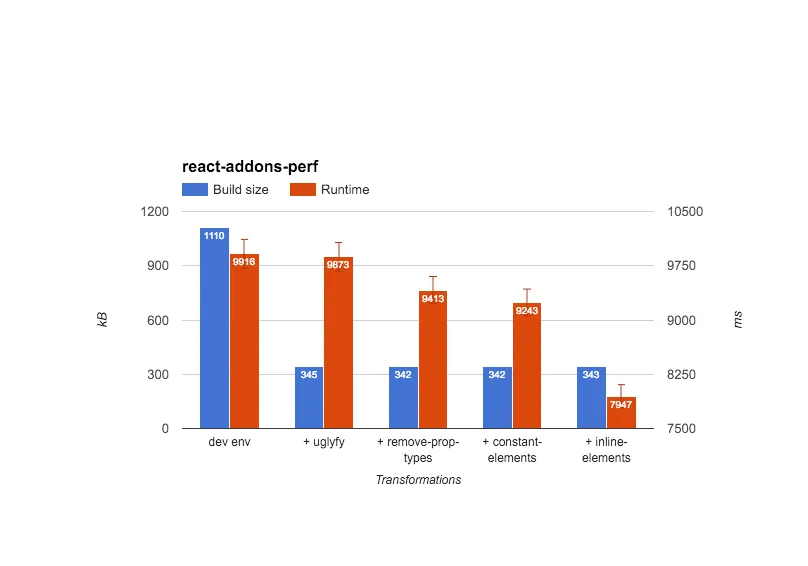 react-addons-perf
Build size Runtime
1200 10500
1110
9916 9873
900 9750
9413
9243
600 9000
kB ms
300 8250
345 342 342 343
7947
0 7500
dev env + uglyfy + remove-prop- + constant- + inline-
types elements elements
Transformations